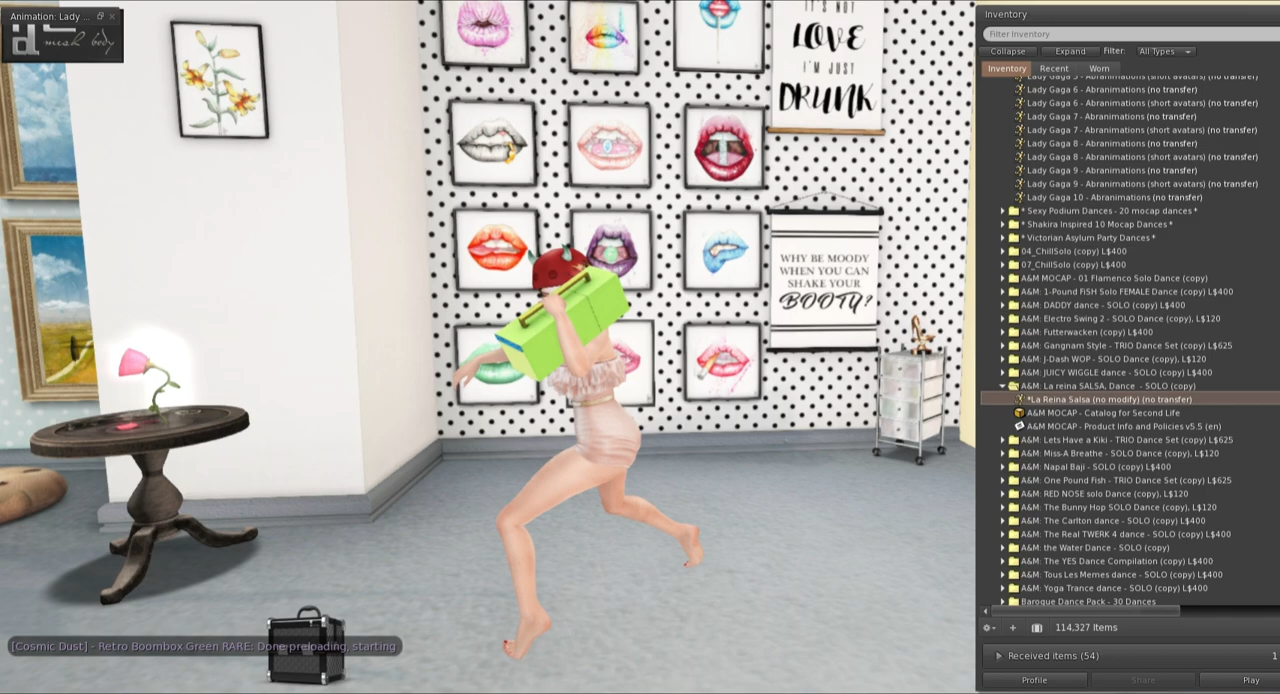 Animation: Lady ...
mesh body
IT'S NOT
LOVE
I'M JUST
DRUNK
WHY BE MOODY
WHEN YOU CAN
SHAKE YOUR
BOOTY?
[Cosmic Dust] - Retro Boombox Green RARE: Done preloading, starting
Inventory
Filter Inventory
Collapse Expand Filter: All Types
Inventory Recent Worn
Lady Gaga 5 - Abranimations (short avatars) (no transfer)
Lady Gaga 6 - Abranimations (no transfer)
Lady Gaga 6 - Abranimations (short avatars) (no transfer)
Lady Gaga 7 - Abranimations (no transfer)
Lady Gaga 7 - Abranimations (short avatars) (no transfer)
Lady Gaga 8 - Abranimations (no transfer)
Lady Gaga 8 - Abranimations (short avatars) (no transfer)
Lady Gaga 9 - Abranimations (no transfer)
Lady Gaga 9 - Abranimations (short avatars) (no transfer)
Lady Gaga 10 - Abranimations (no transfer)
* Sexy Podium Dances - 20 mocap dances *
* Shakira Inspired 10 Mocap Dances *
* Victorian Asylum Party Dances *
04_ChillSolo (copy) L$400
07_ChillSolo (copy) L$400
A&M MOCAP - 01 Flamenco Solo Dance (copy)
A&M: 1-Pound FiSH Solo FEMALE Dance (copy) L$400
A&M: DADDY dance - SOLO (copy) L$400
A&M: Electro Swing 2 - SOLO Dance (copy), L$120
A&M: Futterwacken (copy) L$400
A&M: Gangnam Style - TRIO Dance Set (copy) L$625
A&M: J-Dash WOP - SOLO Dance (copy), L$120
A&M: JUICY WIGGLE dance - SOLO (copy) L$400
A&M: La reina SALSA, Dance - SOLO (copy)
*La Reina Salsa (no modify) (no transfer)
A&M MOCAP - Catalog for Second Life
A&M MOCAP - Product Info and Policies v5.5 (en)
A&M: Lets Have a Kiki - TRIO Dance Set (copy) L$625
A&M: Miss-A Breathe - SOLO Dance (copy), L$120
A&M: Napal Baji - SOLO (copy) L$400
A&M: One Pound Fish - TRIO Dance Set (copy) L$625
A&M: RED NOSE solo Dance (copy), L$120
A&M: The Bunny Hop SOLO Dance (copy), L$120
A&M: The Carlton dance - SOLO (copy) L$400
A&M: The Real TWERK 4 dance - SOLO (copy) L$400
A&M: the Water Dance - SOLO (copy)
A&M: The YES Dance Compilation (copy) L$400
A&M: Tous Les Memes dance - SOLO (copy) L$400
A&M: Yoga Trance dance - SOLO (copy) L$400
Baroque Dance Pack - 30 Dances
114,327 Items
Received items (54) 1
Profile Share Play